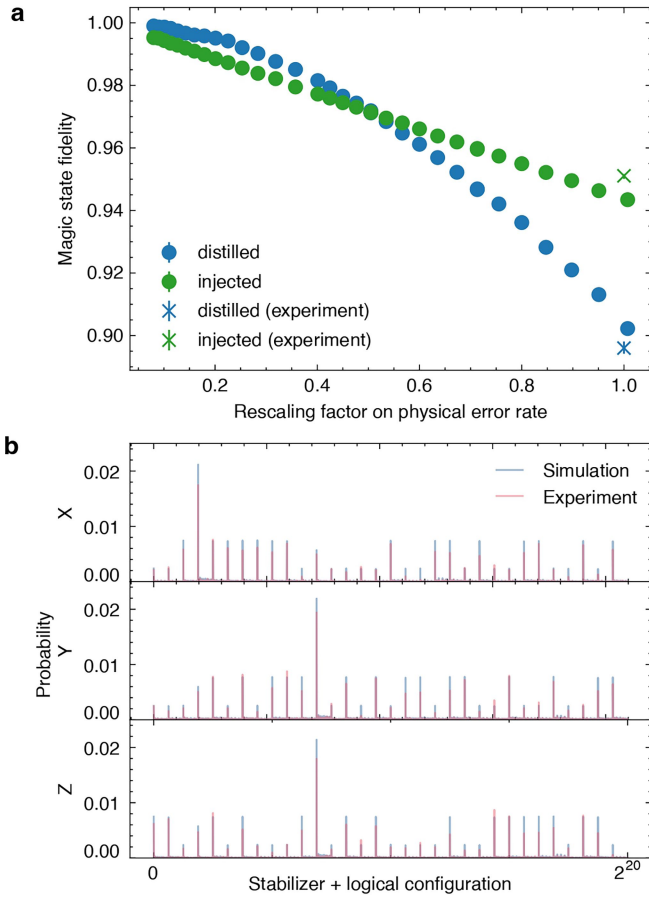 a
1.00
0.98
0.96
0.94
0.92
0.90
Magic state fidelity
distilled
injected
distilled (experiment)
injected (experiment)
0.2
0.4
0.6
0.8
1.0
Rescaling factor on physical error rate
b
Probability
X
0.02
0.01
0.00
Simulation
Experiment
Y
0.02
0.01
0.00
Z
0.02
0.01
0.00
0
2²⁰
Stabilizer + logical configuration